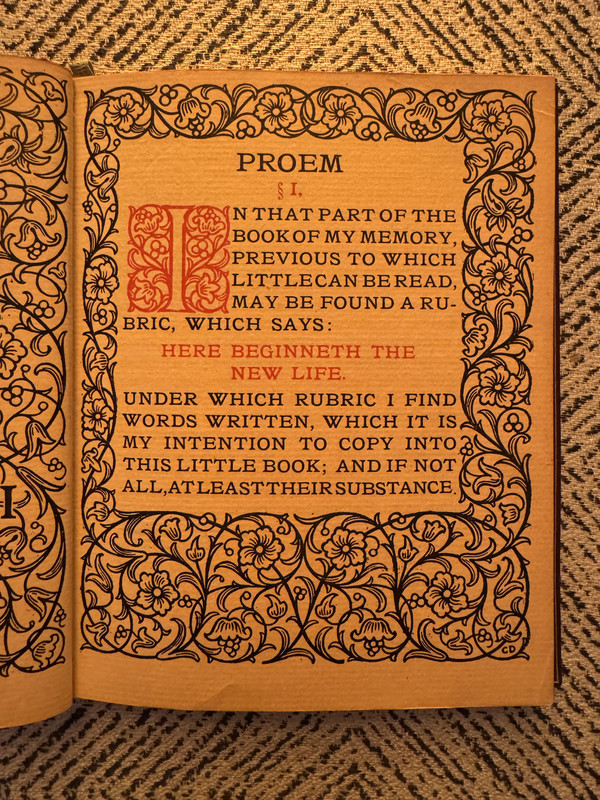 PROEM
§ I,
IN THAT PART OF THE
BOOK OF MY MEMORY,
PREVIOUS TO WHICH
LITTLE CAN BE READ,
MAY BE FOUND A RU-
BRIC, WHICH SAYS:
HERE BEGINNETH THE
NEW LIFE.
UNDER WHICH RUBRIC I FIND
WORDS WRITTEN, WHICH IT IS
MY INTENTION TO COPY INTO
THIS LITTLE BOOK; AND IF NOT
ALL, AT LEAST THEIR SUBSTANCE.
CD